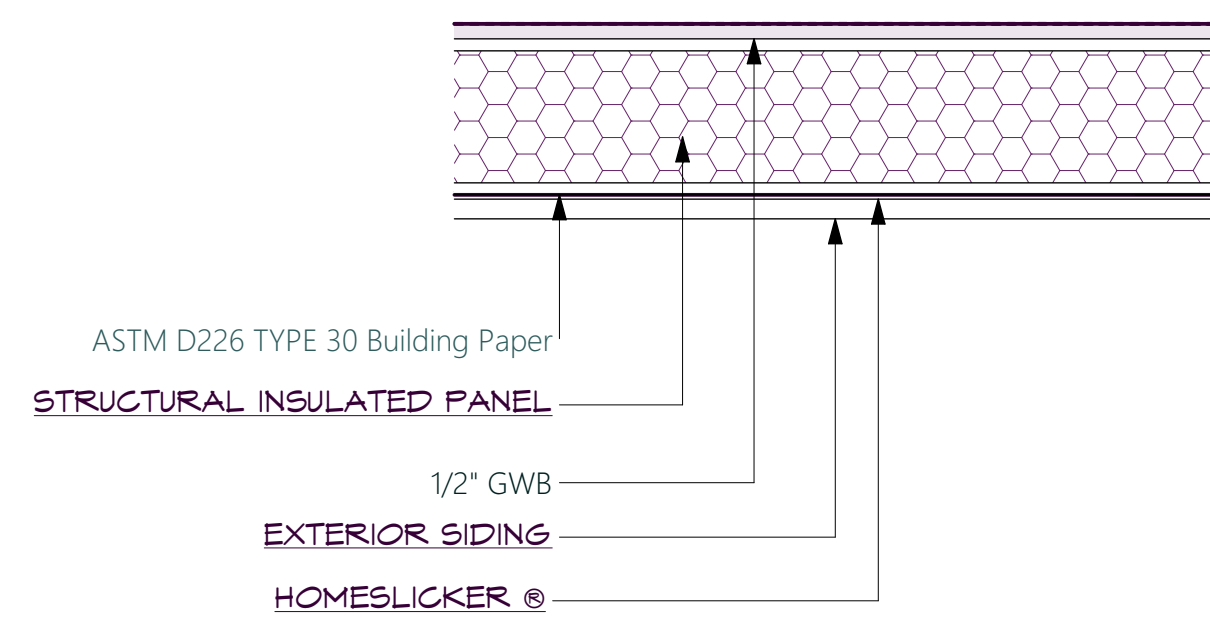 ASTM D226 TYPE 30 Building Paper
STRUCTURAL INSULATED PANEL
1/2" GWB
EXTERIOR SIDING
HOMESLICKER ®